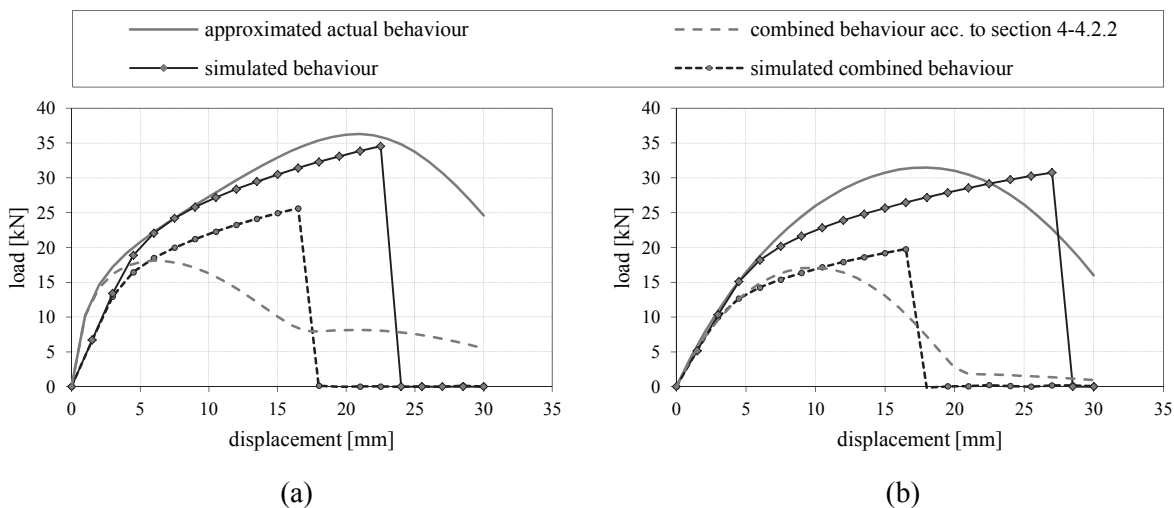 approximated actual behaviour
combined behaviour acc. to section 4-4.2.2
simulated behaviour
simulated combined behaviour
40
35
30
25
20
15
10
5
0
load [kN]
0 5 10 15 20 25 30 35
displacement [mm]
(a)
40
35
30
25
20
15
10
5
0
load [kN]
0 5 10 15 20 25 30 35
displacement [mm]
(b)